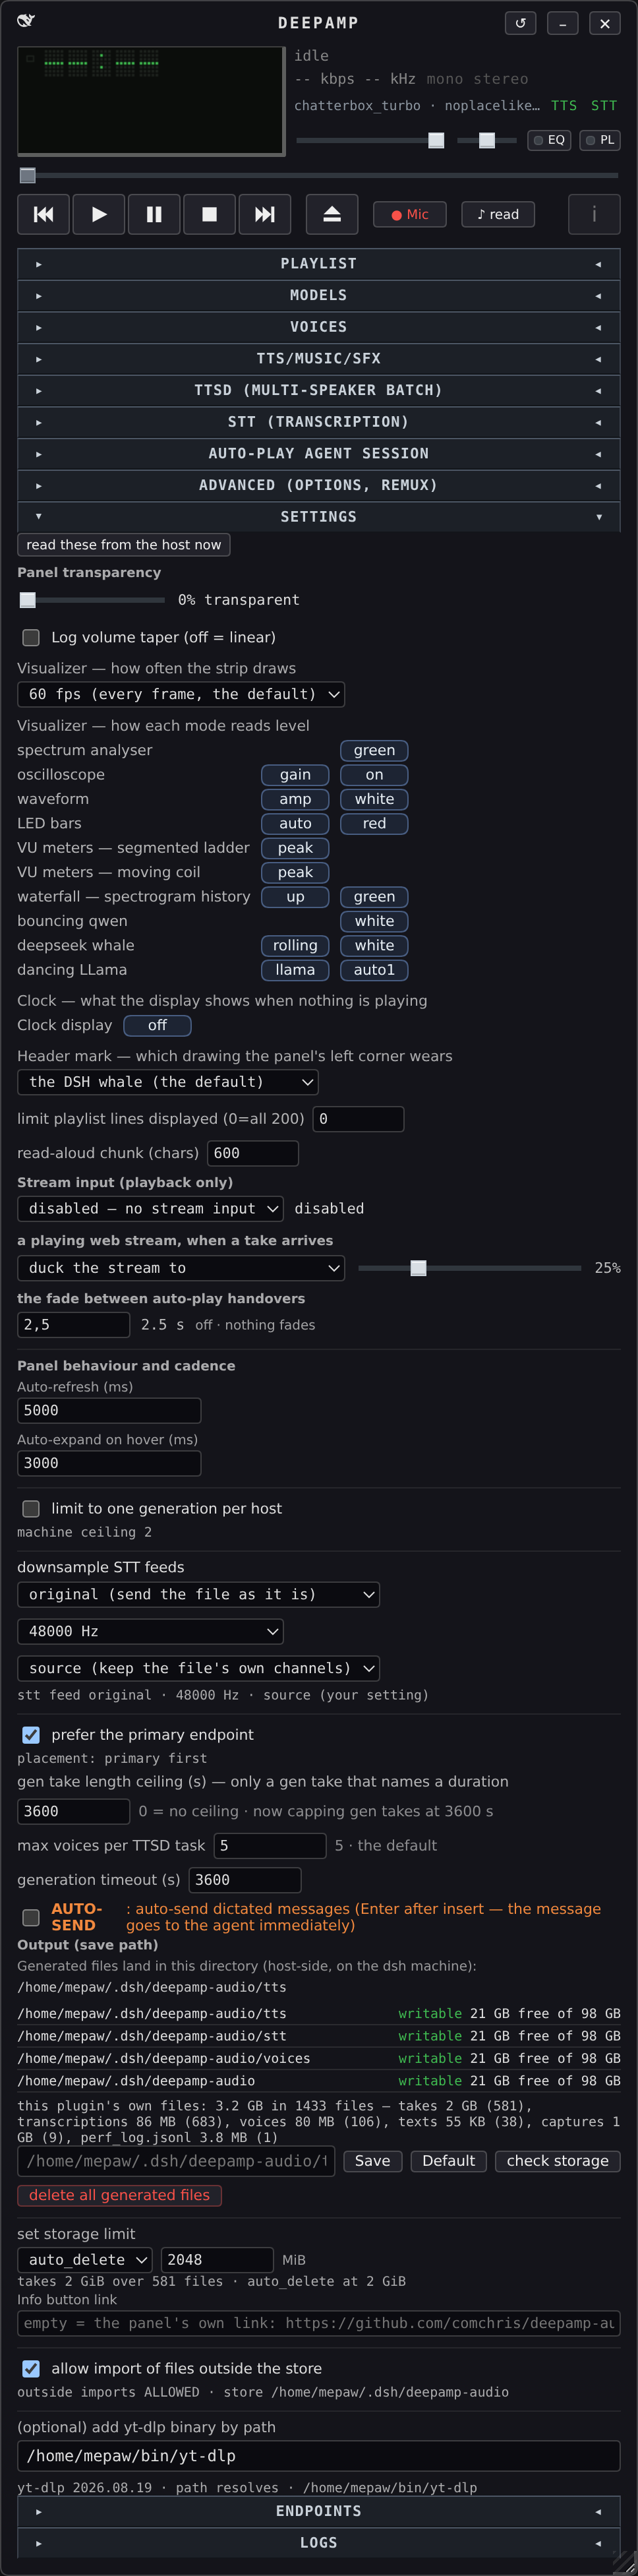 DEEPAMP
↺ – ×
idle
-- kbps -- kHz mono stereo
chatterbox_turbo · noplacelike… TTS STT
EQ PL
● Mic ♪ read i
▸ PLAYLIST ◂
▸ MODELS ◂
▸ VOICES ◂
▸ TTS/MUSIC/SFX ◂
▸ TTSD (MULTI-SPEAKER BATCH) ◂
▸ STT (TRANSCRIPTION) ◂
▸ AUTO-PLAY AGENT SESSION ◂
▸ ADVANCED (OPTIONS, REMUX) ◂
▾ SETTINGS ▾
read these from the host now
Panel transparency
0% transparent
Log volume taper (off = linear)
Visualizer — how often the strip draws
60 fps (every frame, the default)
Visualizer — how each mode reads level
spectrum analyser green
oscilloscope gain on
waveform amp white
LED bars auto red
VU meters — segmented ladder peak
VU meters — moving coil peak
waterfall — spectrogram history up green
bouncing qwen white
deepseek whale rolling white
dancing LLama llama auto1
Clock — what the display shows when nothing is playing
Clock display off
Header mark — which drawing the panel's left corner wears
the DSH whale (the default)
limit playlist lines displayed (0=all 200) 0
read-aloud chunk (chars) 600
Stream input (playback only)
disabled — no stream input disabled
a playing web stream, when a take arrives
duck the stream to 25%
the fade between auto-play handovers
2,5 2.5 s off · nothing fades
Panel behaviour and cadence
Auto-refresh (ms)
5000
Auto-expand on hover (ms)
3000
limit to one generation per host
machine ceiling 2
downsample STT feeds
original (send the file as it is)
48000 Hz
source (keep the file's own channels)
stt feed original · 48000 Hz · source (your setting)
prefer the primary endpoint
placement: primary first
gen take length ceiling (s) — only a gen take that names a duration
3600 0 = no ceiling · now capping gen takes at 3600 s
max voices per TTSD task 5 5 · the default
generation timeout (s) 3600
AUTO-SEND : auto-send dictated messages (Enter after insert — the message goes to the agent immediately)
Output (save path)
Generated files land in this directory (host-side, on the dsh machine):
/home/mepaw/.dsh/deepamp-audio/tts
/home/mepaw/.dsh/deepamp-audio/tts writable 21 GB free of 98 GB
/home/mepaw/.dsh/deepamp-audio/stt writable 21 GB free of 98 GB
/home/mepaw/.dsh/deepamp-audio/voices writable 21 GB free of 98 GB
/home/mepaw/.dsh/deepamp-audio writable 21 GB free of 98 GB
this plugin's own files: 3.2 GB in 1433 files — takes 2 GB (581),
transcriptions 86 MB (683), voices 80 MB (106), texts 55 KB (38), captures 1
GB (9), perf_log.jsonl 3.8 MB (1)
/home/mepaw/.dsh/deepamp-audio/t Save Default check storage
delete all generated files
set storage limit
auto_delete 2048 MiB
takes 2 GiB over 581 files · auto_delete at 2 GiB
Info button link
empty = the panel's own link: https://github.com/comchris/deepamp-au
allow import of files outside the store
outside imports ALLOWED · store /home/mepaw/.dsh/deepamp-audio
(optional) add yt-dlp binary by path
/home/mepaw/bin/yt-dlp
yt-dlp 2026.08.19 · path resolves · /home/mepaw/bin/yt-dlp
▸ ENDPOINTS ◂
▸ LOGS ◂